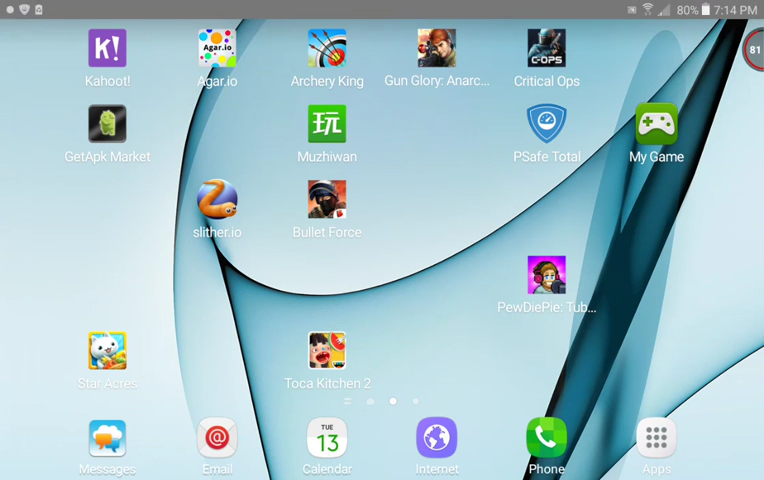 80% 7:14 PM
K!
Agar.io
C-OPS
81
Kahoot!
Agar.io
Archery King
Gun Glory: Anarc...
Critical Ops
玩
GetApk Market
Muzhiwan
PSafe Total
My Game
slither.io
Bullet Force
PewDiePie: Tub...
Star Acres
Toca Kitchen 2
@
TUE
13
Messages
Email
Calendar
Internet
Phone
Apps